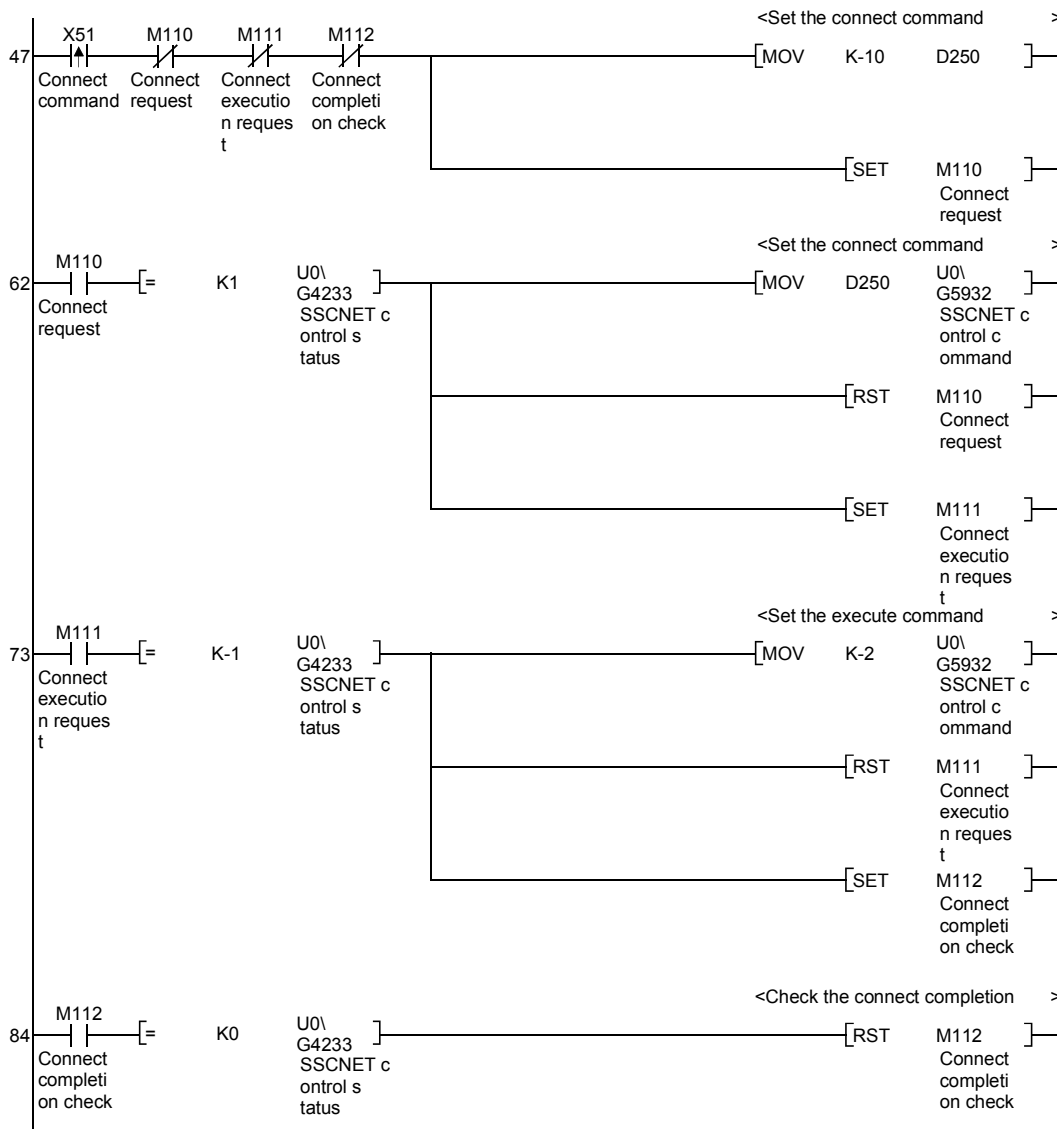 <Set the connect command >
X51 M110 M111 M112
47 [MOV K-10 D250 ]
Connect command
Connect request
Connect executio n reques t
Connect completi on check
[SET M110 ]
Connect
request
<Set the connect command >
M110
62 [= K1 U0\ G4233 ] [MOV D250 U0\ G5932 ]
Connect
request
SSCNET c
ontrol s
tatus
SSCNET c
ontrol c
ommand
[RST M110 ]
Connect
request
[SET M111 ]
Connect
executio
n reques
t
<Set the execute command >
M111
73 [= K-1 U0\ G4233 ] [MOV K-2 U0\ G5932 ]
Connect
executio
n reques
t
SSCNET c
ontrol s
tatus
SSCNET c
ontrol c
ommand
[RST M111 ]
Connect
executio
n reques
t
[SET M112 ]
Connect
completi
on check
<Check the connect completion >
M112
84 [= K0 U0\ G4233 ] [RST M112 ]
Connect
completi
on check
SSCNET c
ontrol s
tatus
Connect
completi
on check